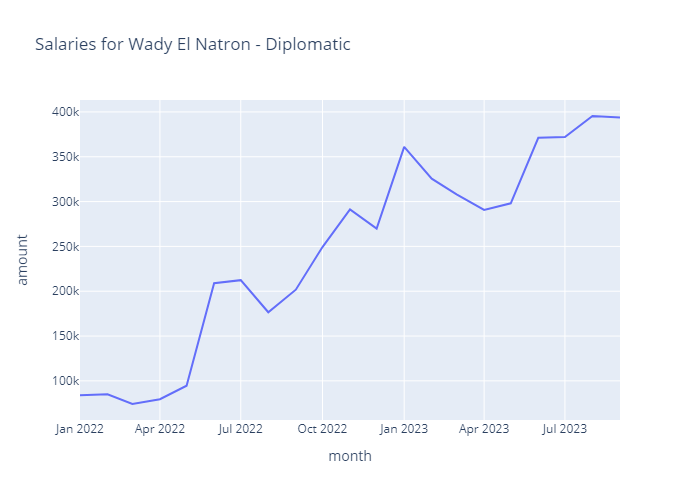 Salaries for Wady El Natron - Diplomatic
400k
350k
300k
250k
200k
150k
100k
amount
Jan 2022 Apr 2022 Jul 2022 Oct 2022 Jan 2023 Apr 2023 Jul 2023
month